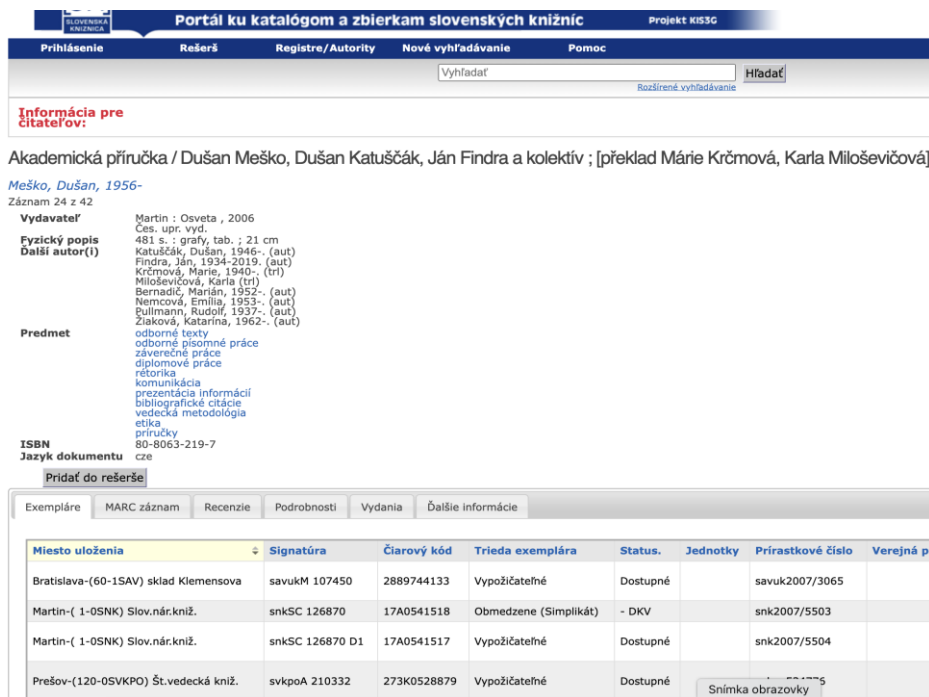 SLOVENSKÁ
KNIŽNICA
Portál ku katalógom a zbierkam slovenských knižníc
Projekt KIS3G
Prihlásenie Rešerš Registre/Autority Nové vyhľadávanie Pomoc
Vyhľadať Hľadať
Rozšírené vyhľadávanie
Informácia pre
čitateľov:
Akademická příručka / Dušan Meško, Dušan Katuščák, Ján Findra a kolektív ; [překlad Márie Krčmová, Karla Miloševičová]
Meško, Dušan, 1956-
Záznam 24 z 42
Vydavateľ Martin : Osveta , 2006
Čes. upr. vyd.
Fyzický popis 481 s. : grafy, tab. ; 21 cm
Ďalší autor(i) Katuščák, Dušan, 1946-. (aut)
Findra, Ján, 1934-2019. (aut)
Krčmová, Marie, 1940-. (trl)
Miloševičová, Karla (trl)
Bernadič, Marián, 1952-. (aut)
Nemcová, Emília, 1953-. (aut)
Pullmann, Rudolf, 1937-. (aut)
Žiaková, Katarína, 1962-. (aut)
Predmet odborné texty
odborné písomné práce
záverečné práce
diplomové práce
rétorika
komunikácia
prezentácia informácií
bibliografické citácie
vedecká metodológia
etika
príručky
ISBN 80-8063-219-7
Jazyk dokumentu cze
Pridať do rešerše
Exempláre MARC záznam Recenzie Podrobnosti Vydania Ďalšie informácie
Miesto uloženia Signatúra Čiarový kód Trieda exemplára Status. Jednotky Prírastkové číslo Verejná p
Bratislava-(60-1SAV) sklad Klemensova savukM 107450 2889744133 Vypožičateľné Dostupné savuk2007/3065
Martin-( 1-0SNK) Slov.nár.kniž. snkSC 126870 17A0541518 Obmedzene (Simplikát) - DKV snk2007/5503
Martin-( 1-0SNK) Slov.nár.kniž. snkSC 126870 D1 17A0541517 Vypožičateľné Dostupné snk2007/5504
Prešov-(120-0SVKPO) Št.vedecká kniž. svkpoA 210332 273K0528879 Vypožičateľné Dostupné
Snímka obrazovky